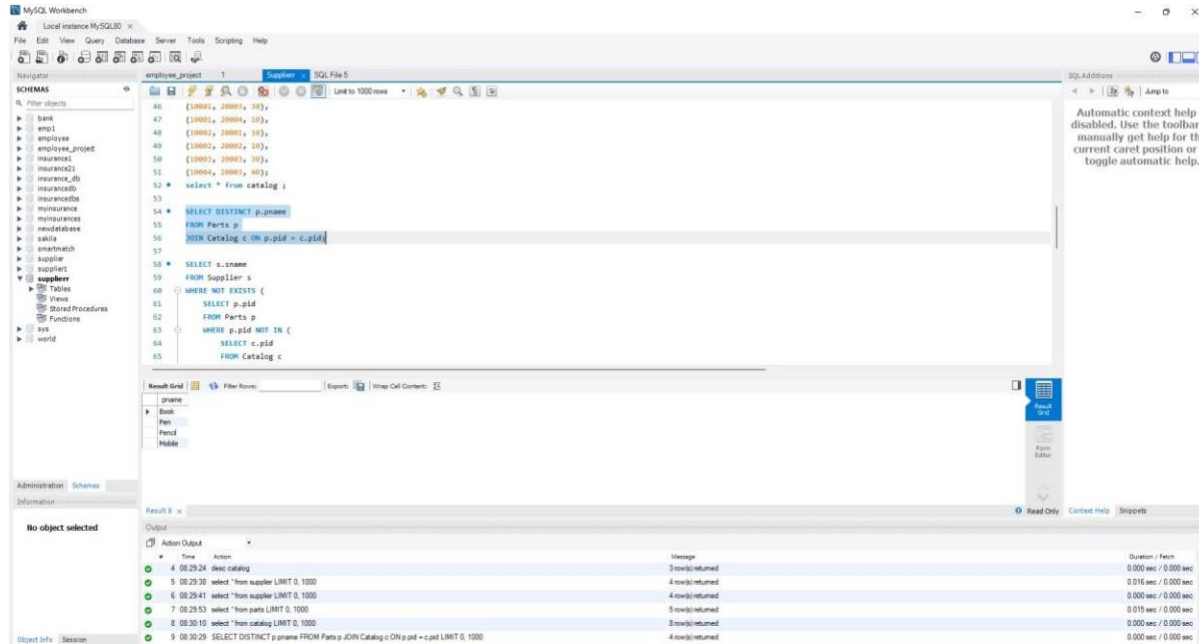 MySQL Workbench
Local instance MySQL80 ×
File Edit View Query Database Server Tools Scripting Help
Navigator
SCHEMAS
Filter objects
bank
emp1
employee
employee_projed
insurance1
insurance21
insurance_db
insurancedb
insurancedbs
myinsurance
myinsurances
newdatabase
sakila
smartmatch
supplier
supplier1
supplierr
Tables
Views
Stored Procedures
Functions
sys
world
Administration Schemas
Information
No object selected
Object Info Session
employee_project 1 Supplierr × SQL File 5
Limit to 1000 rows
46 (10001, 20003, 30),
47 (10001, 20004, 10),
48 (10002, 20001, 10),
49 (10002, 20002, 10),
50 (10003, 20003, 30),
51 (10004, 20003, 40);
52 select * from catalog ;
53
54 SELECT DISTINCT p.pname
55 FROM Parts p
56 JOIN Catalog c ON p.pid = c.pid;
57
58 SELECT s.sname
59 FROM Supplier s
60 WHERE NOT EXISTS (
61 SELECT p.pid
62 FROM Parts p
63 WHERE p.pid NOT IN (
64 SELECT c.pid
65 FROM Catalog c
Result Grid Filter Rows: Export: Wrap Cell Content:
pname
Book
Pen
Pencil
Mobile
Result Grid
Form Editor
Result 8 ×
Read Only
Output
Action Output
# Time Action Message Duration / Fetch
4 08:29:24 desc catalog 3 row(s) returned 0.000 sec / 0.000 sec
5 08:29:38 select * from supplier LIMIT 0, 1000 4 row(s) returned 0.016 sec / 0.000 sec
6 08:29:41 select * from supplier LIMIT 0, 1000 4 row(s) returned 0.000 sec / 0.000 sec
7 08:29:53 select * from parts LIMIT 0, 1000 5 row(s) returned 0.015 sec / 0.000 sec
8 08:30:10 select * from catalog LIMIT 0, 1000 8 row(s) returned 0.000 sec / 0.000 sec
9 08:30:29 SELECT DISTINCT p.pname FROM Parts p JOIN Catalog c ON p.pid = c.pid LIMIT 0, 1000 4 row(s) returned 0.000 sec / 0.000 sec
SQLAdditions
Jump to
Automatic context help
disabled. Use the toolbar
manually get help for th
current caret position or
toggle automatic help.
Context Help Snippets